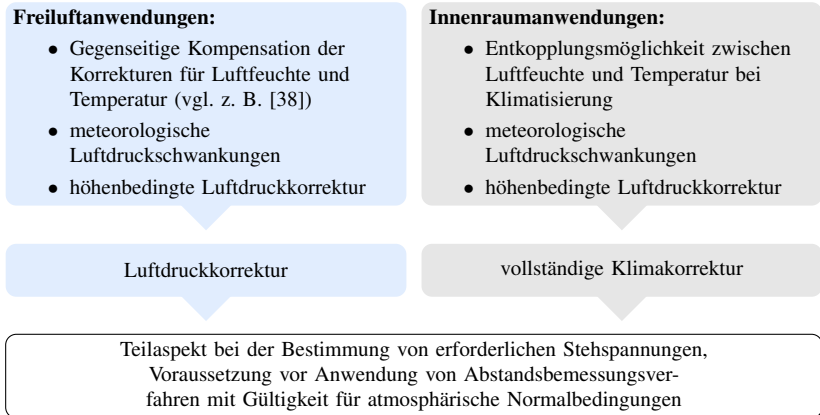 Freiluftanwendungen:
• Gegenseitige Kompensation der
Korrekturen für Luftfeuchte und
Temperatur (vgl. z. B. [38])
• meteorologische
Luftdruckschwankungen
• höhenbedingte Luftdruckkorrektur
Luftdruckkorrektur
Innenraumanwendungen:
• Entkopplungsmöglichkeit zwischen
Luftfeuchte und Temperatur bei
Klimatisierung
• meteorologische
Luftdruckschwankungen
• höhenbedingte Luftdruckkorrektur
vollständige Klimakorrektur
Teilaspekt bei der Bestimmung von erforderlichen Stehspannungen,
Voraussetzung vor Anwendung von Abstandsbemessungsver-
fahren mit Gültigkeit für atmosphärische Normalbedingungen